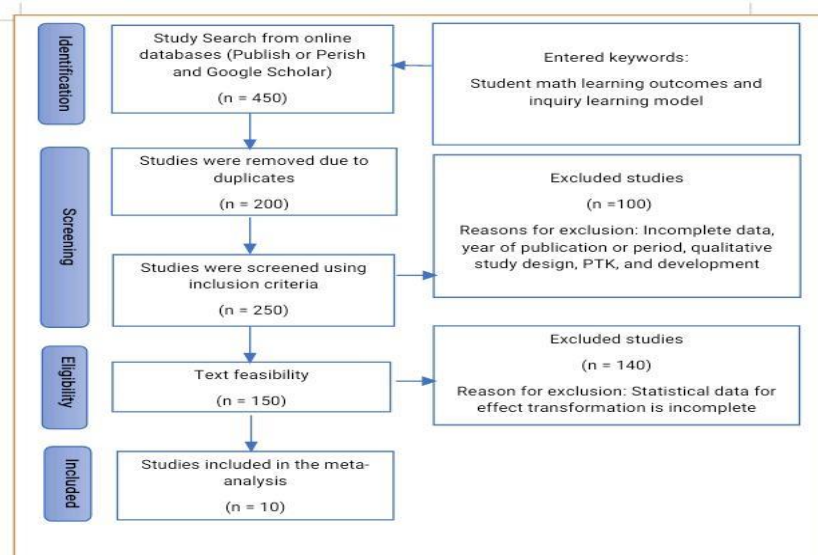 Identification
Study Search from online
databases (Publish or Perish
and Google Scholar)
(n = 450)
Entered keywords:
Student math learning outcomes and
inquiry learning model
Screening
Studies were removed due to
duplicates
(n = 200)
Excluded studies
(n =100)
Reasons for exclusion: Incomplete data,
year of publication or period, qualitative
study design, PTK, and development
Studies were screened using
inclusion criteria
(n = 250)
Eligibility
Text feasibility
(n = 150)
Excluded studies
(n = 140)
Reason for exclusion: Statistical data for
effect transformation is incomplete
Included
Studies included in the meta-
analysis
(n = 10)